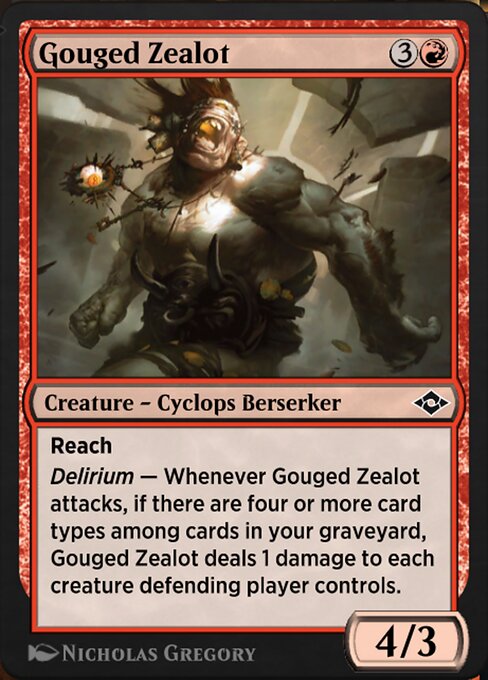 Gouged Zealot 3
Creature – Cyclops Berserker
Reach
Delirium — Whenever Gouged Zealot
attacks, if there are four or more card
types among cards in your graveyard,
Gouged Zealot deals 1 damage to each
creature defending player controls.
4/3
Nicholas Gregory